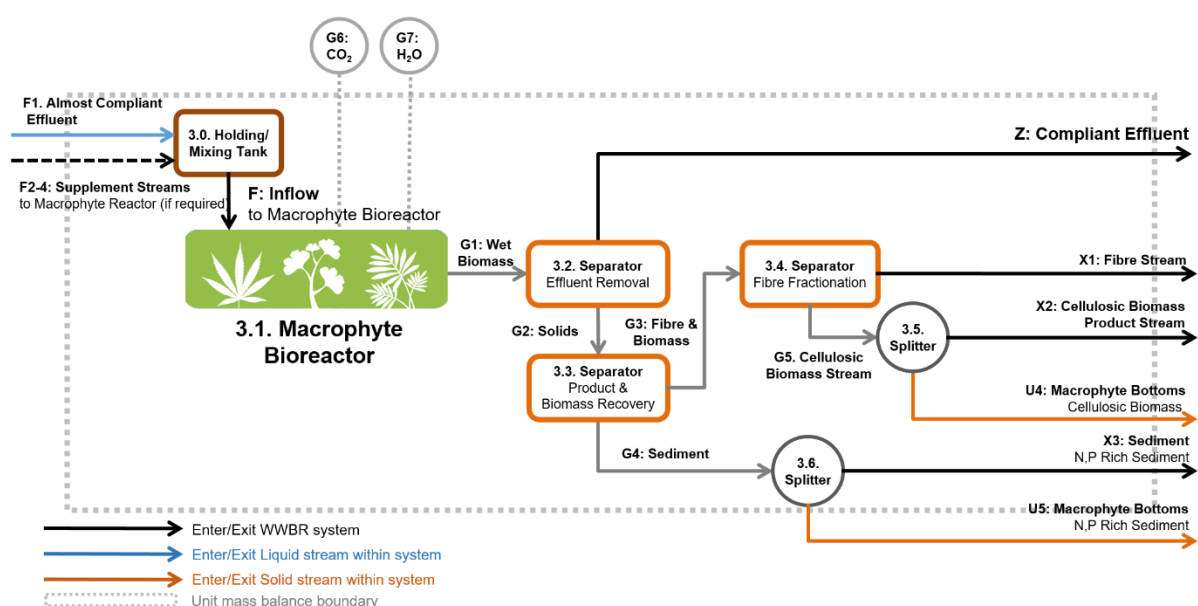 G6:
CO₂
G7:
H₂O
F1. Almost Compliant
Effluent
3.0. Holding/
Mixing Tank
Z: Compliant Effluent
F2-4: Supplement Streams
to Macrophyte Reactor (if required)
F: Inflow
to Macrophyte Bioreactor
G1: Wet
Biomass
3.2. Separator
Effluent Removal
3.4. Separator
Fibre Fractionation
X1: Fibre Stream
3.1. Macrophyte
Bioreactor
G2: Solids
G3: Fibre &
Biomass
X2: Cellulosic Biomass
Product Stream
3.5.
Splitter
G5. Cellulosic
Biomass Stream
3.3. Separator
Product &
Biomass Recovery
U4: Macrophyte Bottoms
Cellulosic Biomass
G4: Sediment
3.6.
Splitter
X3: Sediment
N,P Rich Sediment
U5: Macrophyte Bottoms
N,P Rich Sediment
Enter/Exit WWBR system
Enter/Exit Liquid stream within system
Enter/Exit Solid stream within system
Unit mass balance boundary